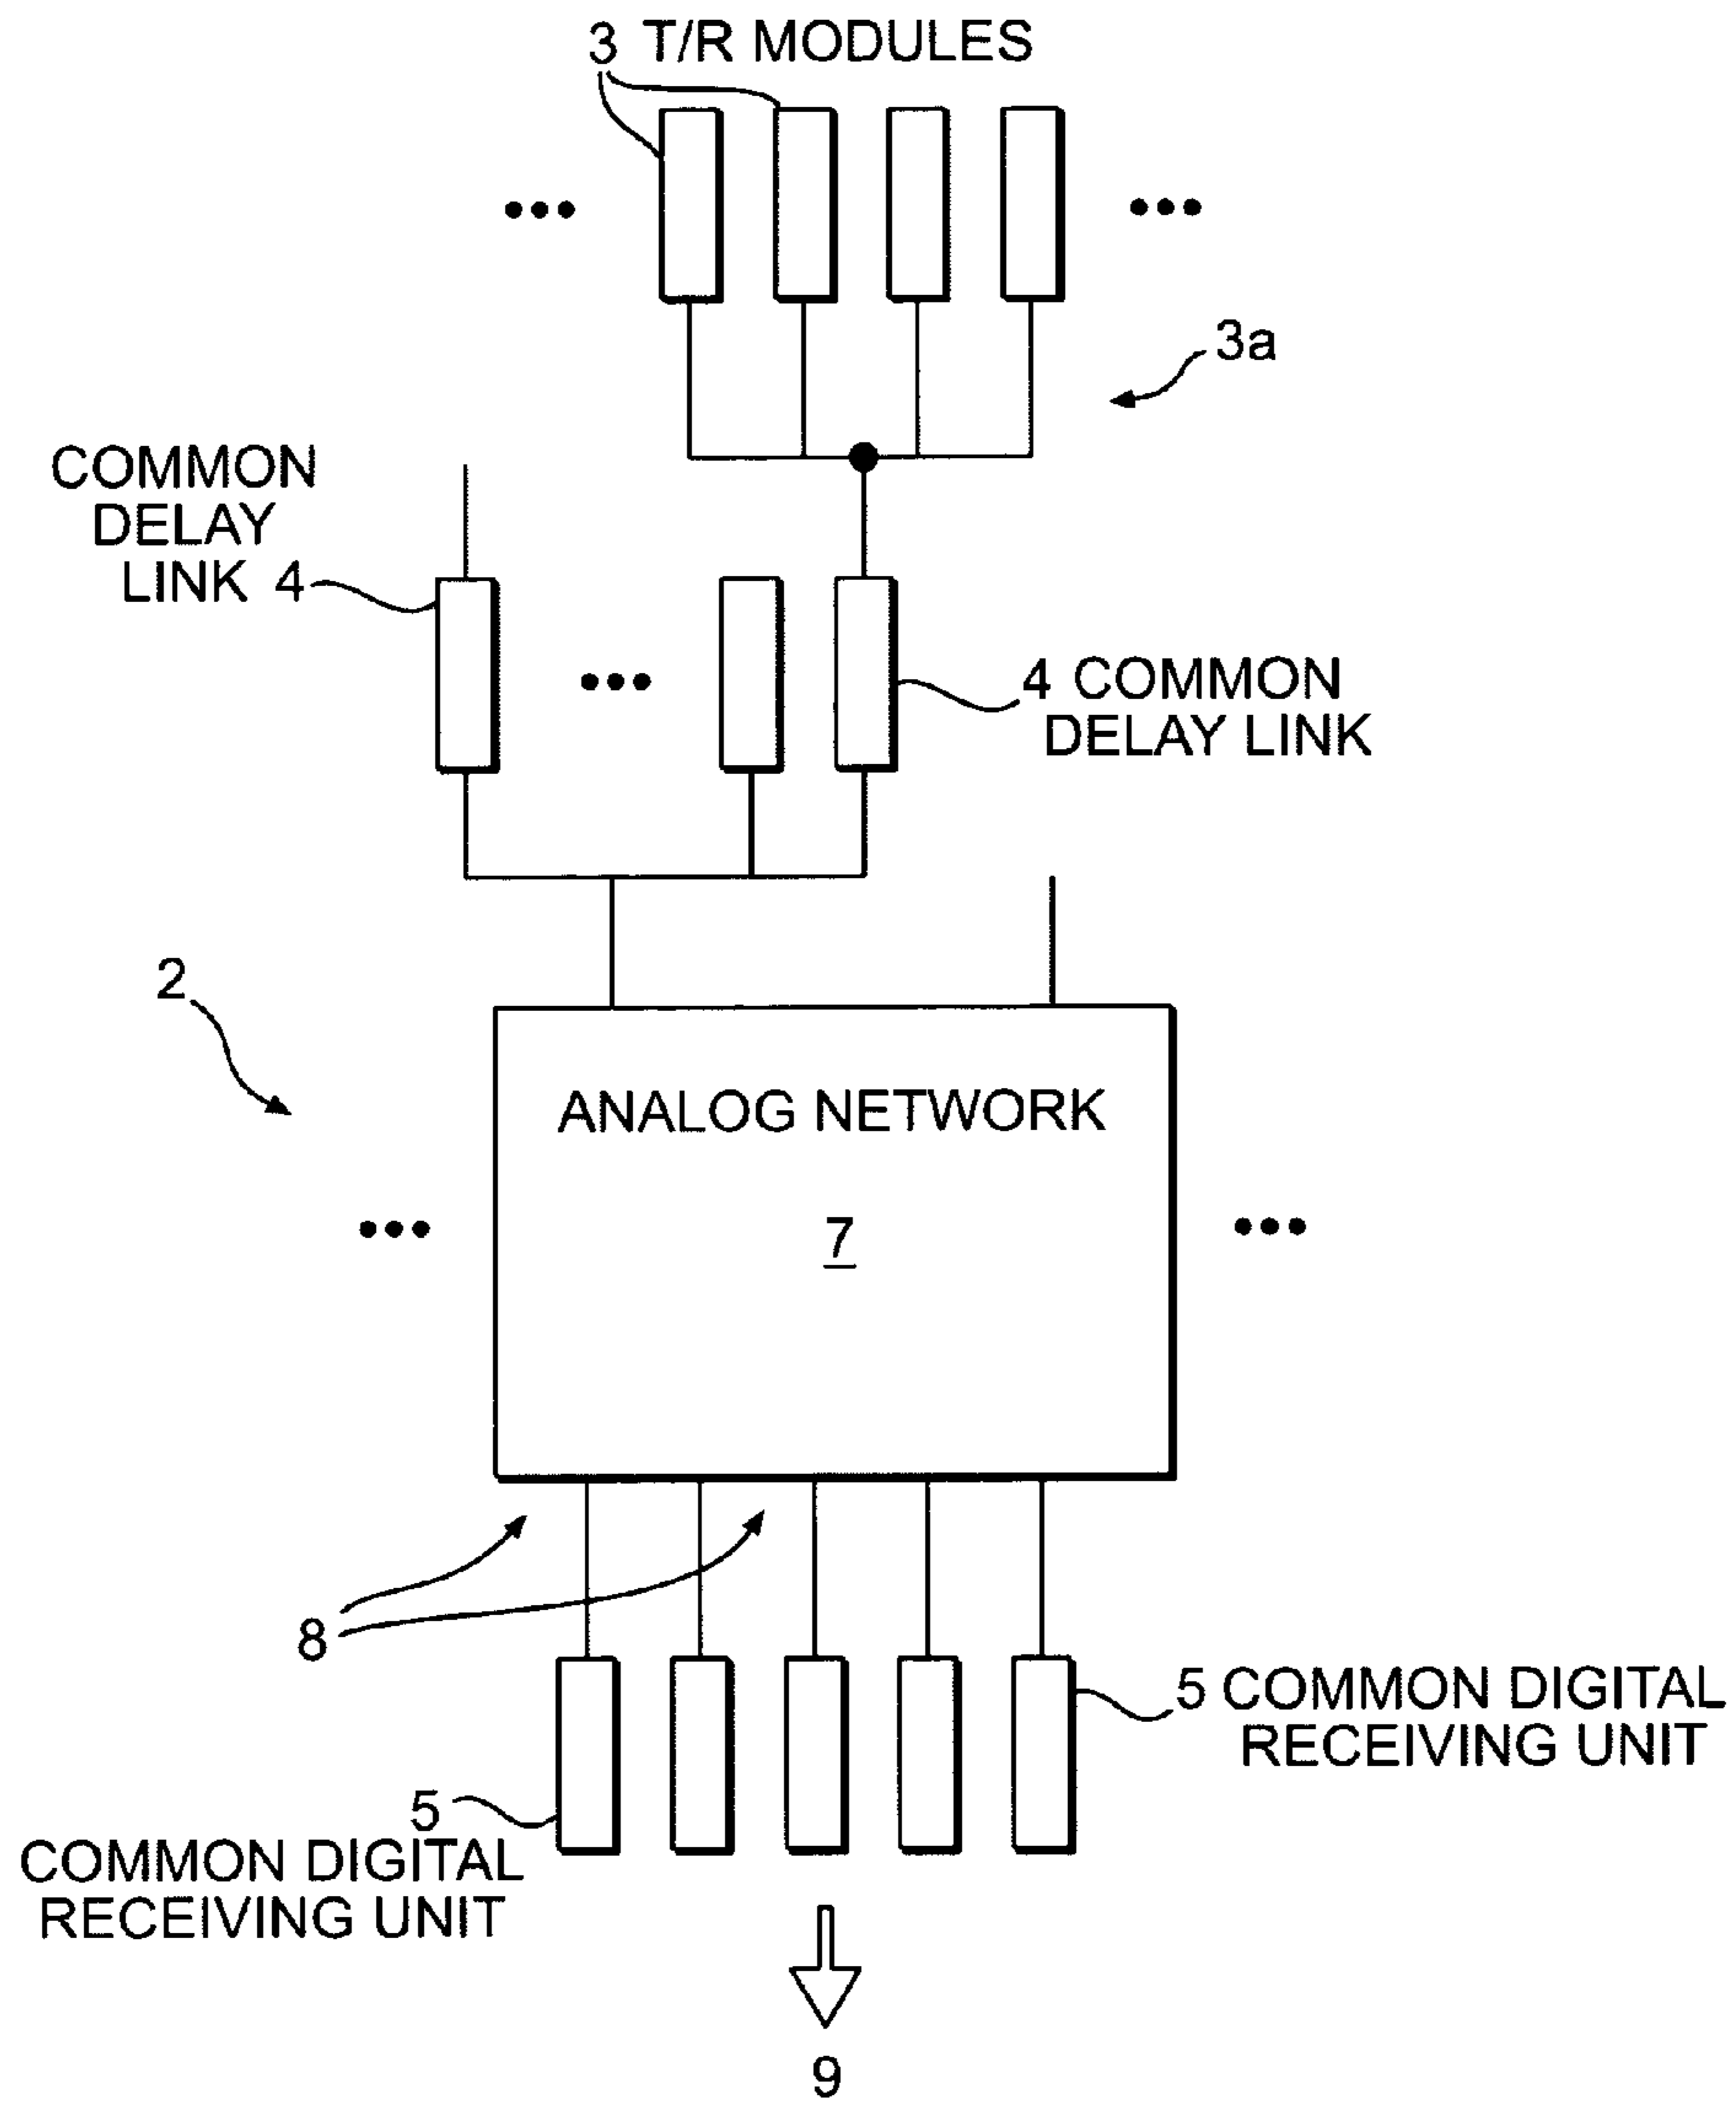 3 T/R MODULES
3a
COMMON
DELAY
LINK 4
4 COMMON
DELAY LINK
2
ANALOG NETWORK
7
8
5 COMMON DIGITAL
RECEIVING UNIT
5
COMMON DIGITAL
RECEIVING UNIT
9